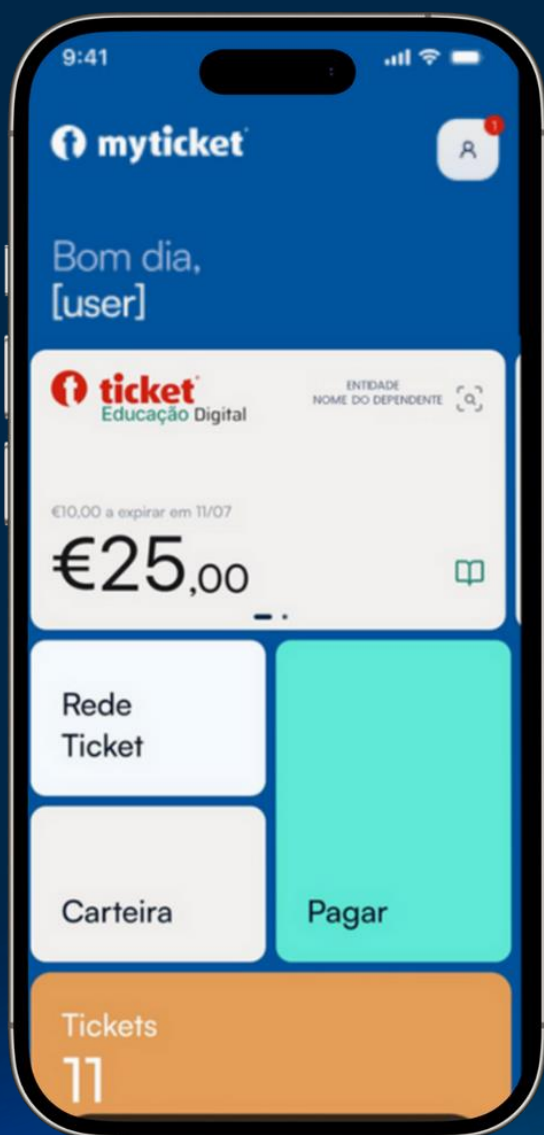 9:41
myticket
1
Bom dia,
[user]
ticket
Educação Digital
ENTIDADE
NOME DO DEPENDENTE
€10,00 a expirar em 11/07
€25,00
Rede
Ticket
Carteira
Pagar
Tickets
11